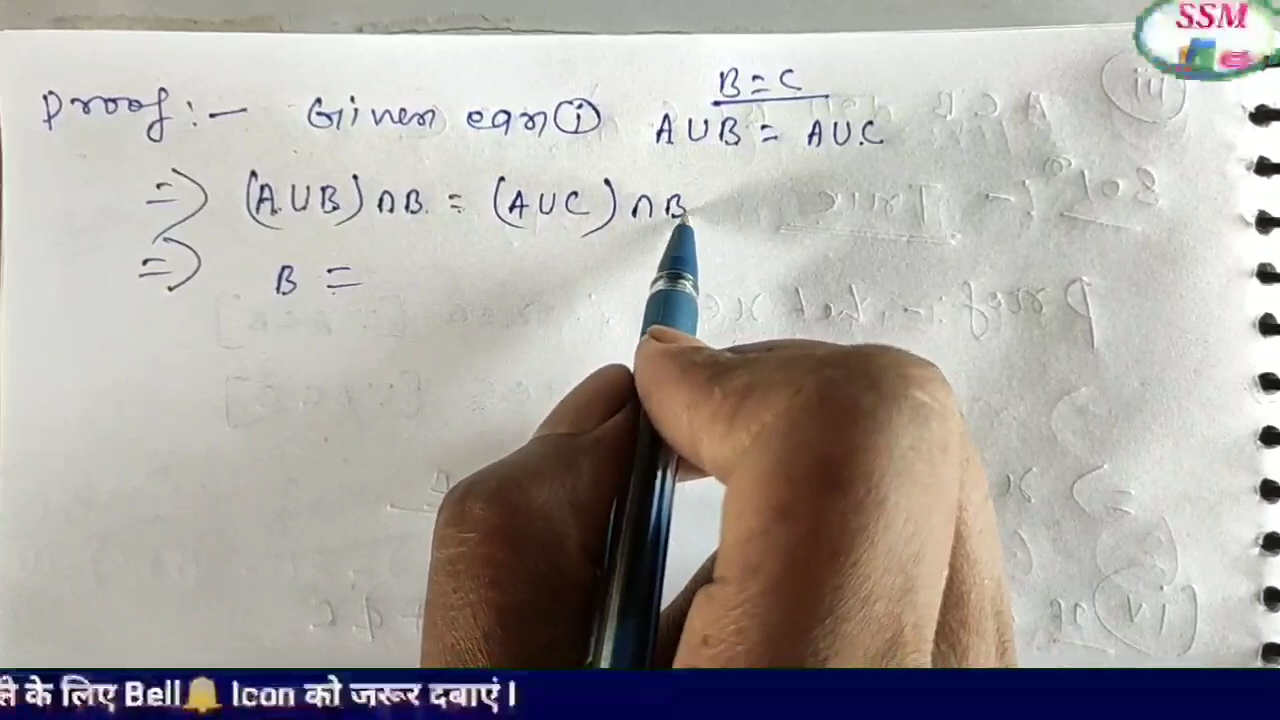 SSM
B = C
Proof :- Given eqn (i) A ∪ B = A ∪ C
=> (A ∪ B) ∩ B = (A ∪ C) ∩ B
=> B =
ले के लिए Bell🔔 Icon को जरूर दबाएं।